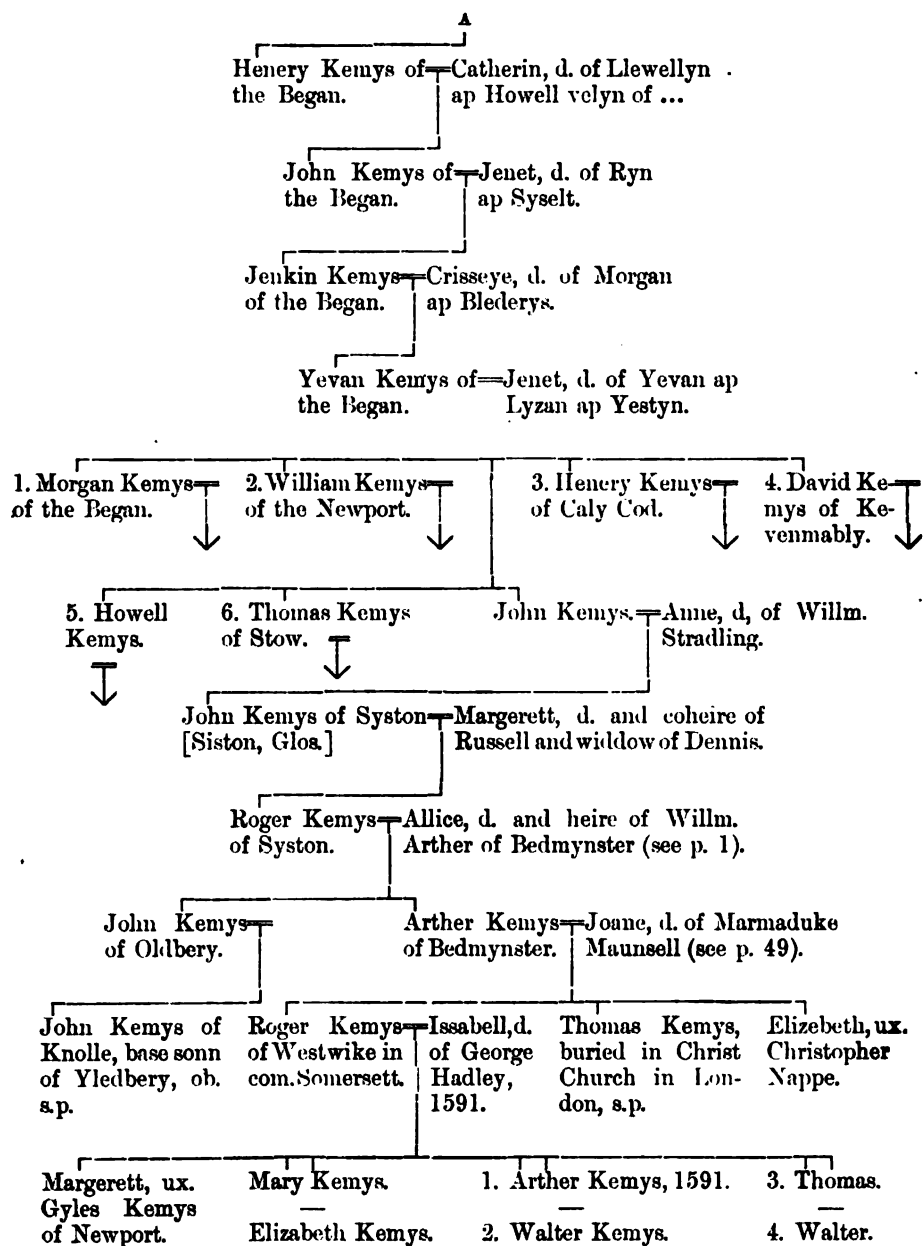 A
Henery Kemys of Catherin, d. of Llewellyn
the Began. ap Howell velyn of ...
John Kemys of Jenet, d. of Ryn
the Began. ap Syselt.
Jenkin Kemys Crisseye, d. of Morgan
of the Began. ap Blederys.
Yevan Kemys of Jenet, d. of Yevan ap
the Began. Lyzan ap Yestyn.
1. Morgan Kemys
of the Began.
2. William Kemys
of the Newport.
3. Henery Kemys
of Caly Cod.
4. David Ke-
mys of Ke-
venmably.
5. Howell
Kemys.
6. Thomas Kemys
of Stow.
John Kemys. Anne, d, of Willm.
Stradling.
John Kemys of Syston Margerett, d. and coheire of
[Siston, Glos.] Russell and widdow of Dennis.
Roger Kemys Allice, d. and heire of Willm.
of Syston. Arther of Bedmynster (see p. 1).
John Kemys
of Oldbery.
Arther Kemys Joane, d. of Marmaduke
of Bedmynster. Maunsell (see p. 49).
John Kemys of
Knolle, base sonn
of Yledbery, ob.
s.p.
Roger Kemys
of Westwike in
com. Somersett.
Issabell, d.
of George
Hadley,
1591.
Thomas Kemys,
buried in Christ
Church in Lon-
don, s.p.
Elizebeth, ux.
Christopher
Nappe.
Margerett, ux.
Gyles Kemys
of Newport.
Mary Kemys.
—
Elizabeth Kemys.
1. Arther Kemys, 1591.
—
2. Walter Kemys.
3. Thomas.
—
4. Walter.